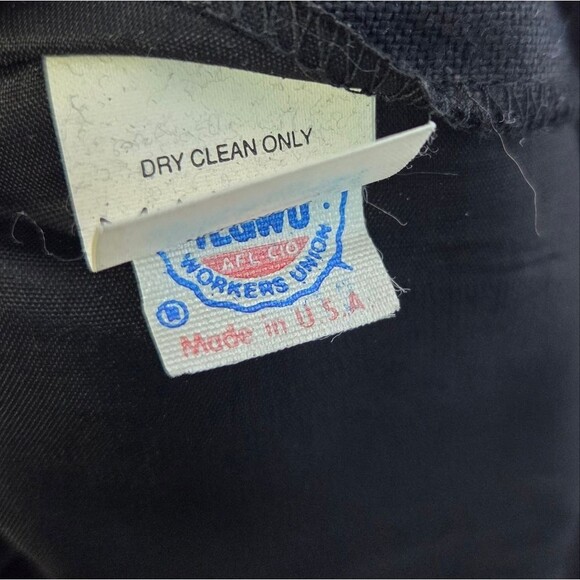 DRY CLEAN ONLY
ILGWU
AFL-CIO
WORKERS UNION
®
Made in U.S.A.